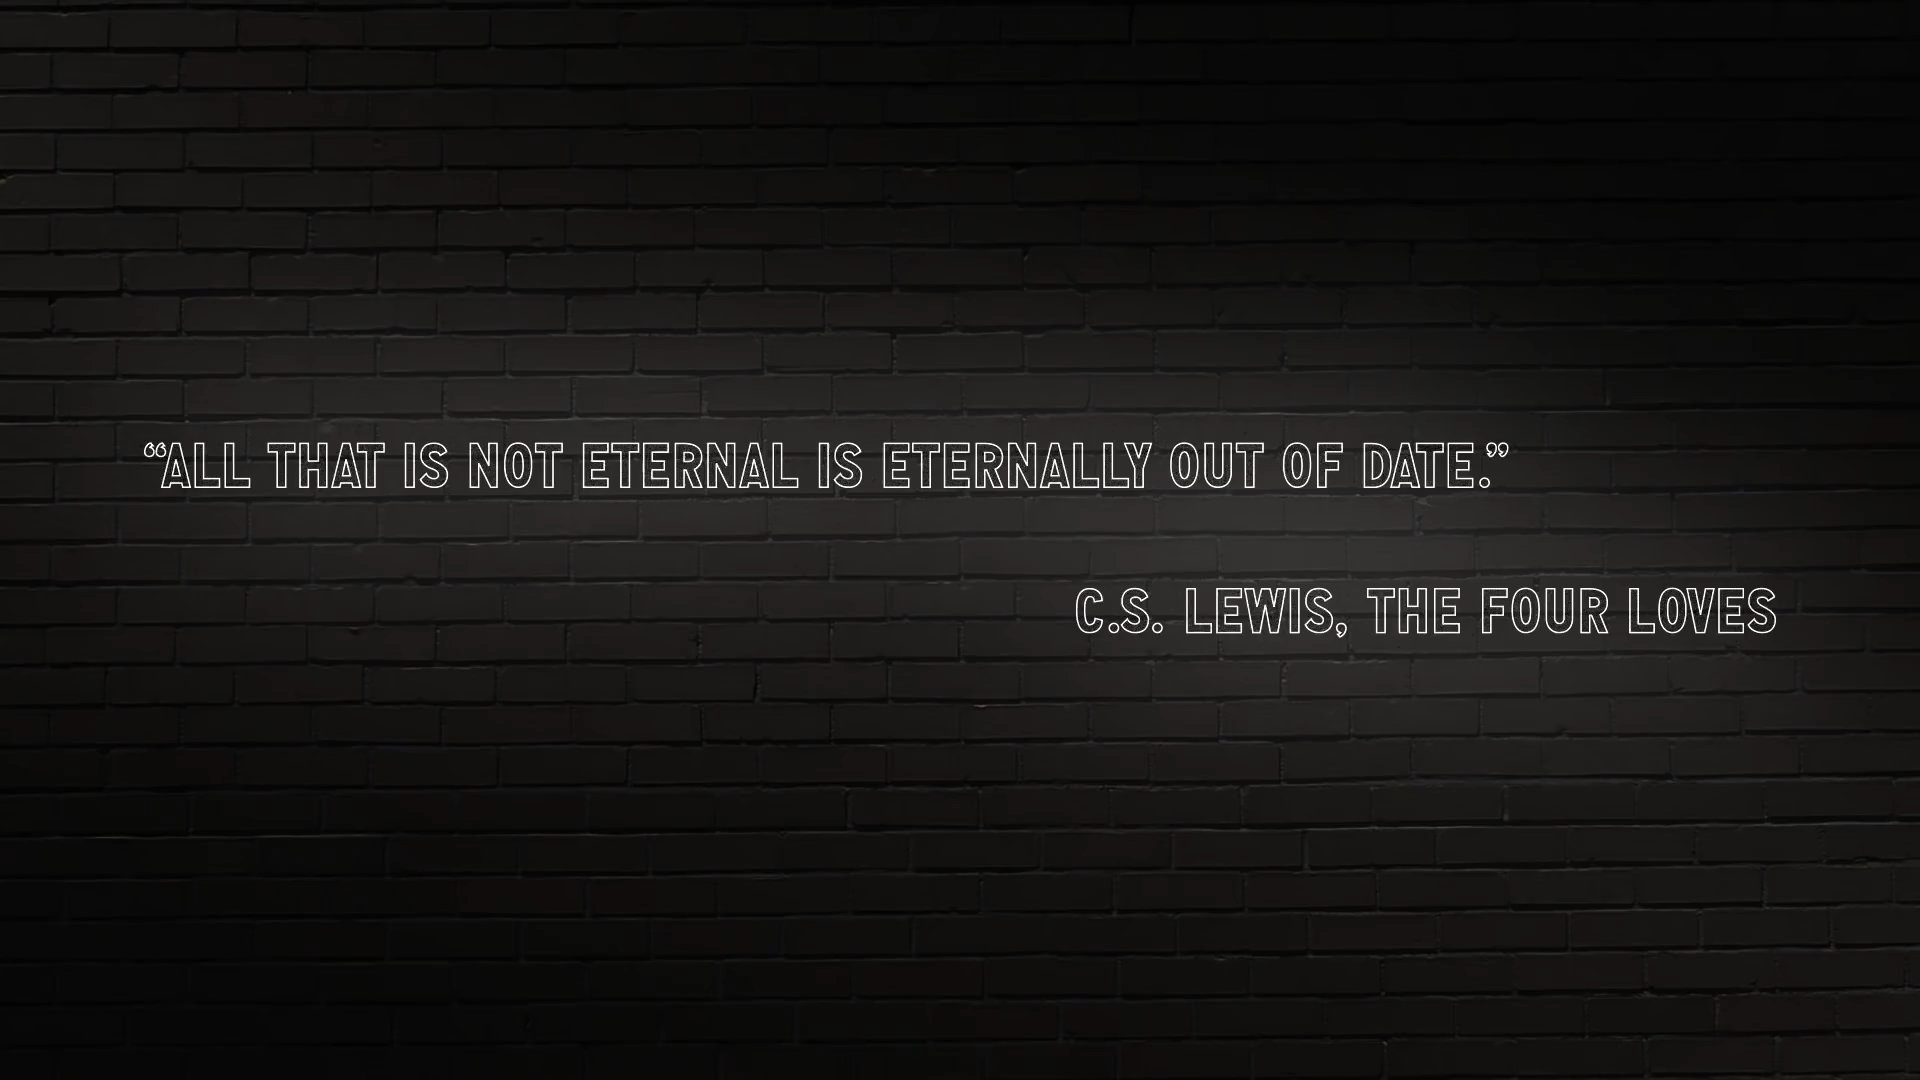 “ALL THAT IS NOT ETERNAL IS ETERNALLY OUT OF DATE.”
C.S. LEWIS, THE FOUR LOVES